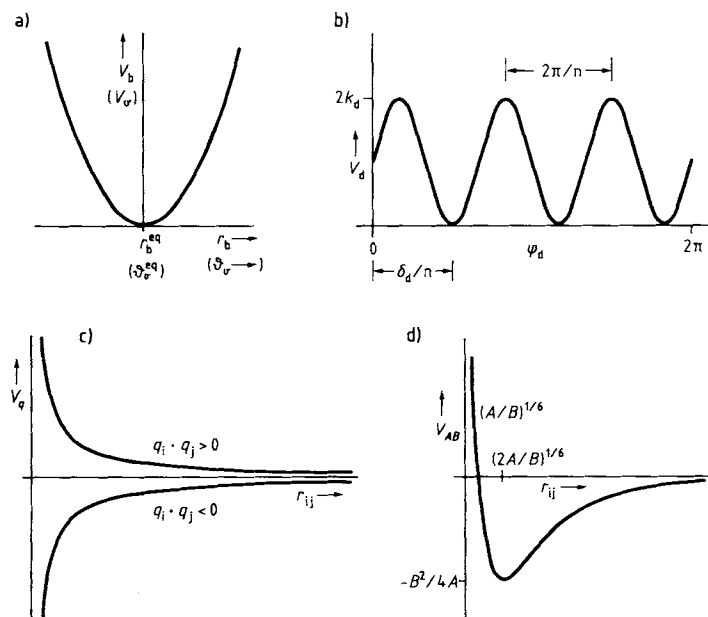 a)
V_b
(V_ϑ)
r_b^eq
r_b
(ϑ_ϑ^eq)
(ϑ_ϑ →)
b)
2π/n
2k_d
V_d
0
φ_d
2π
δ_d/n
c)
V_q
q_i · q_j > 0
r_ij
q_i · q_j < 0
d)
(A/B)^1/6
V_AB
(2A/B)^1/6
r_ij
-B^2/4A